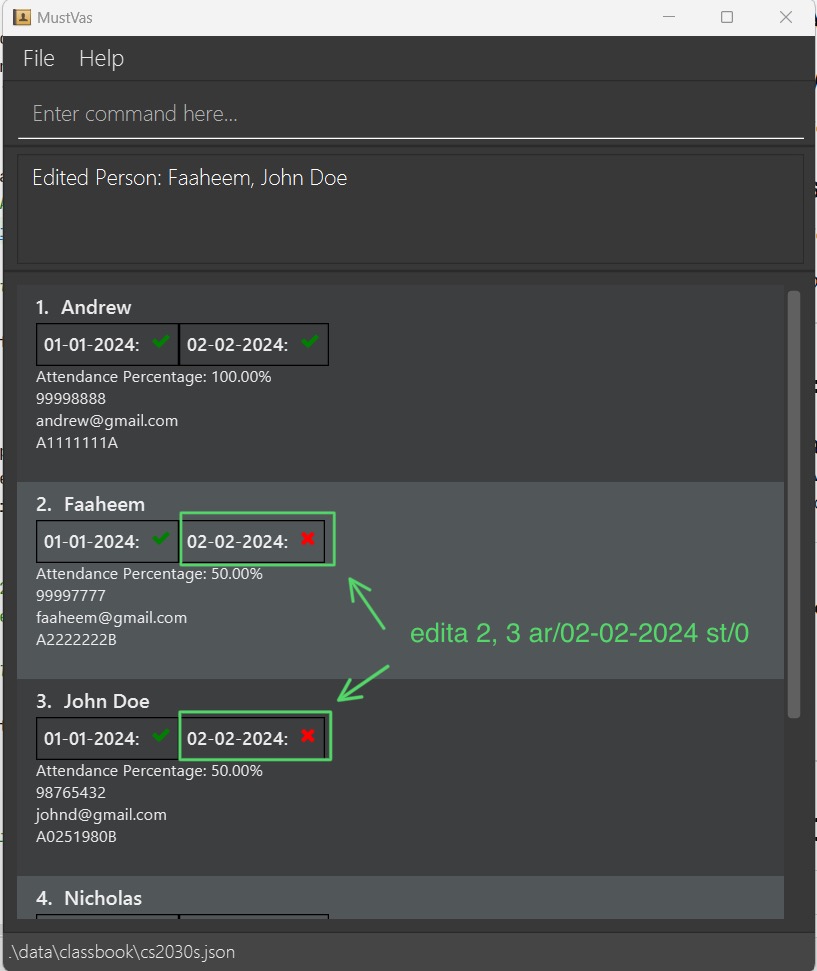 MustVas
File Help
Enter command here...
Edited Person: Faaheem, John Doe
1. Andrew
01-01-2024: 02-02-2024:
Attendance Percentage: 100.00%
99998888
andrew@gmail.com
A1111111A
2. Faaheem
01-01-2024: 02-02-2024:
Attendance Percentage: 50.00%
99997777
faaheem@gmail.com
A2222222B
edita 2, 3 ar/02-02-2024 st/0
3. John Doe
01-01-2024: 02-02-2024:
Attendance Percentage: 50.00%
98765432
johnd@gmail.com
A0251980B
4. Nicholas
.\data\classbook\cs2030s.json